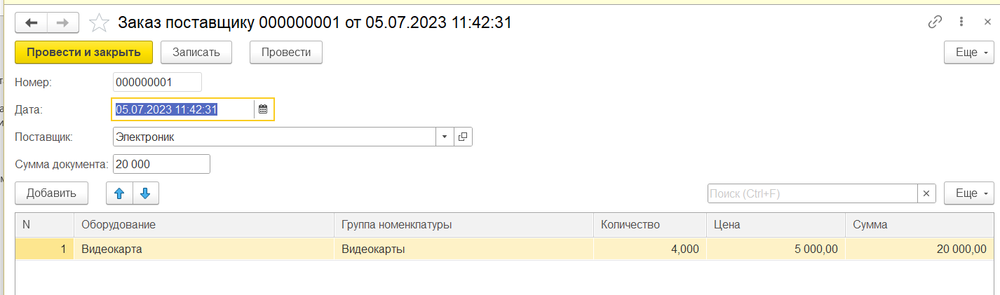 Заказ поставщику 000000001 от 05.07.2023 11:42:31
Провести и закрыть Записать Провести Еще
Номер: 000000001
Дата: 05.07.2023 11:42:31
Поставщик: Электроник
Сумма документа: 20 000
Добавить Поиск (Ctrl+F) Еще
N Оборудование Группа номенклатуры Количество Цена Сумма
1 Видеокарта Видеокарты 4,000 5 000,00 20 000,00